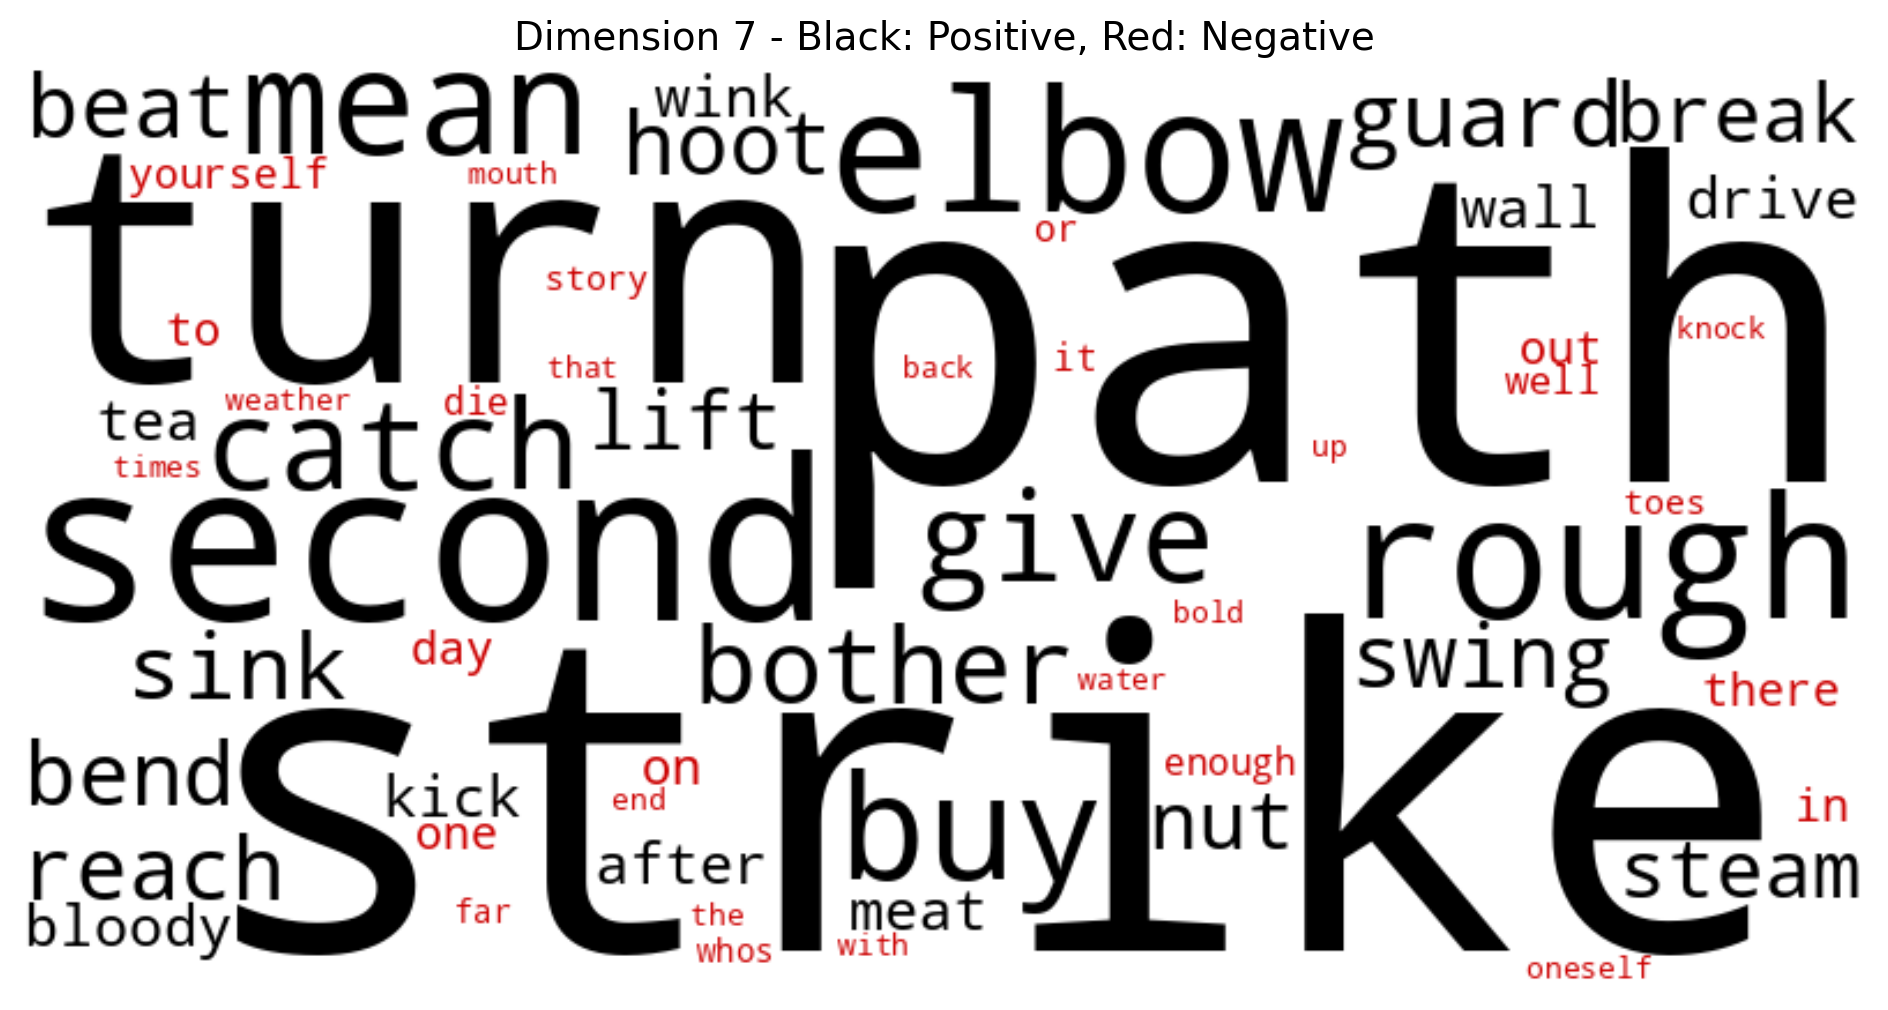 Dimension 7 - Black: Positive, Red: Negative
beat mean wink hoot elbow guard break
yourself mouth wall drive
turn path or
story
to that back it out knock
well
weather die
tea catch lift up
times
second give rough toes
bold
sink day bother swing
water there
strike
bend kick on enough in
end
one buy nut
reach after steam
bloody far the meat
whos with
oneself